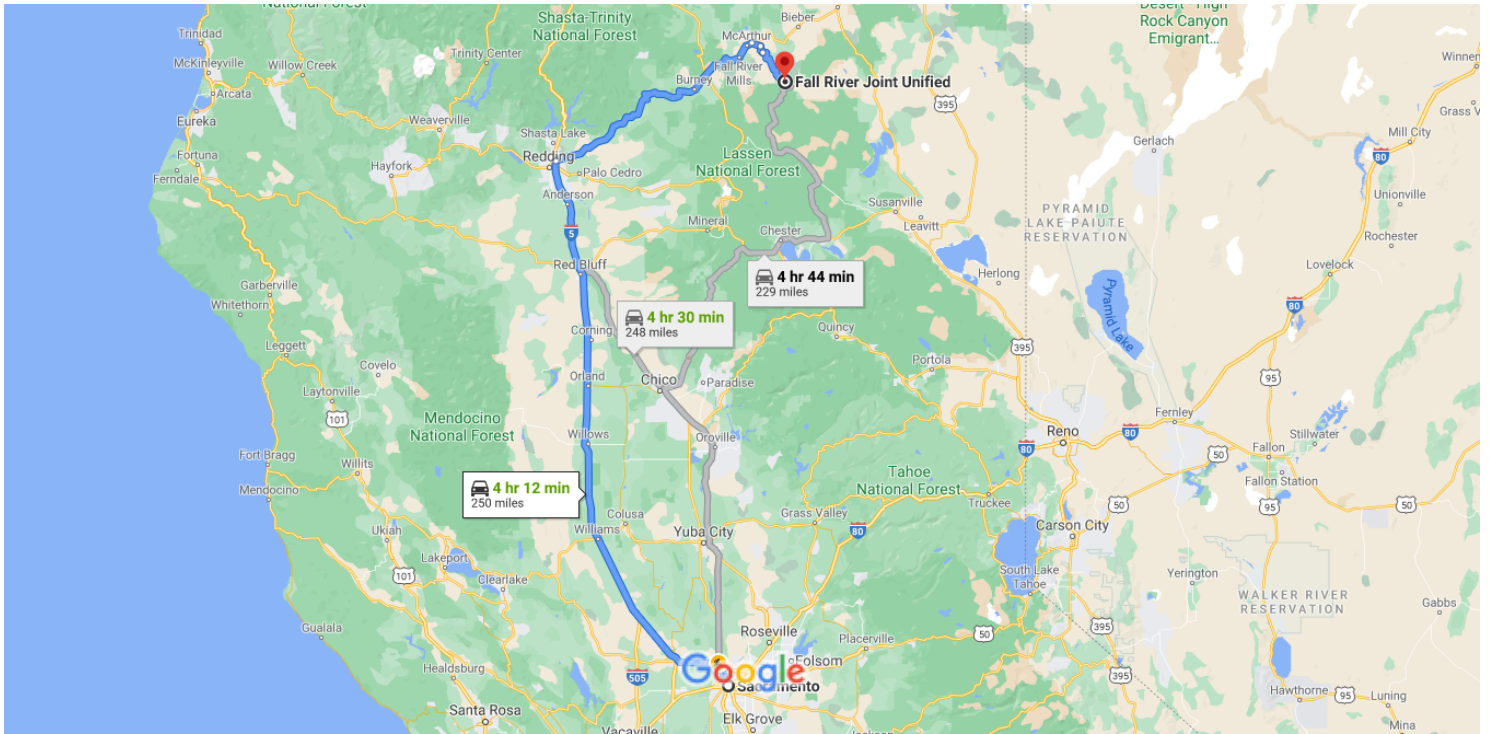 National Forest
Desert - High
Rock Canyon
Emigrant...
Shasta-Trinity
National Forest
Bieber
Trinidad
McKinleyville
Willow Creek
Trinity Center
McArthur
Fall River
Mills
Burney
Fall River Joint Unified
Arcata
Eureka
Weaverville
Shasta Lake
395
Winnem
Grass V
Mill City
80
Gerlach
Fortuna
Ferndale
Hayfork
Redding
Palo Cedro
Anderson
Lassen
National Forest
Unionville
5
Mineral
Susanville
Leavitt
Chester
PYRAMID
LAKE PAIUTE
RESERVATION
Rochester
Red Bluff
Herlong
Lovelock
Garberville
Whitethorn
4 hr 44 min
229 miles
Pyramid Lake
80
4 hr 30 min
248 miles
Corning
Quincy
Leggett
Covelo
Portola
395
Orland
Chico
Paradise
95
Laytonville
101
Mendocino
National Forest
Willows
Oroville
Reno
80
Fernley
Fallon
Stillwater
Fort Bragg
Willits
Mendocino
80
50
Tahoe
National Forest
Fallon Station
4 hr 12 min
250 miles
Truckee
50
95
50
Colusa
Williams
Yuba City
Grass Valley
80
Carson City
Ukiah
Lakeport
101
Clearlake
South Lake
Tahoe
Yerington
WALKER RIVER
RESERVATION
Gabbs
Gualala
Roseville
Placerville
50
395
Healdsburg
505
Google
Folsom
Sacramento
395
Hawthorne
95
Luning
Santa Rosa
Elk Grove
Vacaville
Jackson
Mina